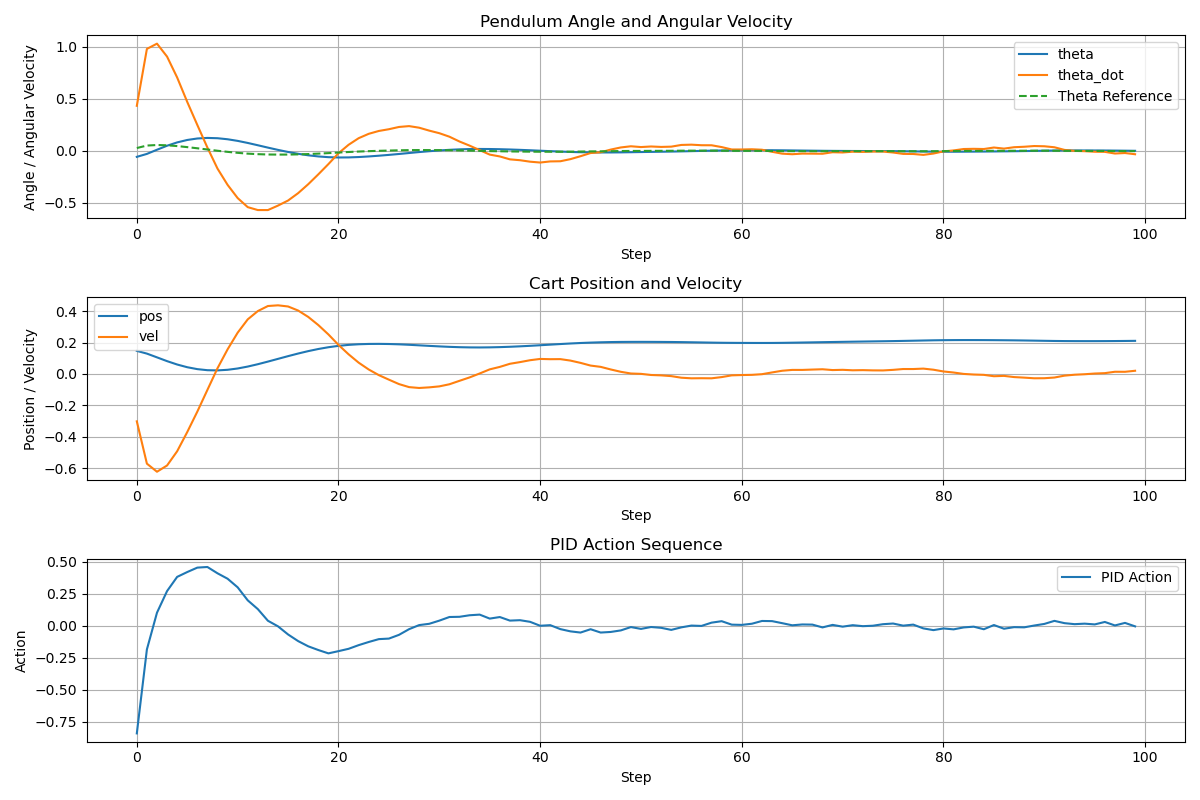 Pendulum Angle and Angular Velocity
Angle / Angular Velocity
1.0
0.5
0.0
−0.5
theta
theta_dot
Theta Reference
0 20 40 60 80 100
Step
Cart Position and Velocity
Position / Velocity
0.4
0.2
0.0
−0.2
−0.4
−0.6
pos
vel
0 20 40 60 80 100
Step
PID Action Sequence
Action
0.50
0.25
0.00
−0.25
−0.50
−0.75
PID Action
0 20 40 60 80 100
Step